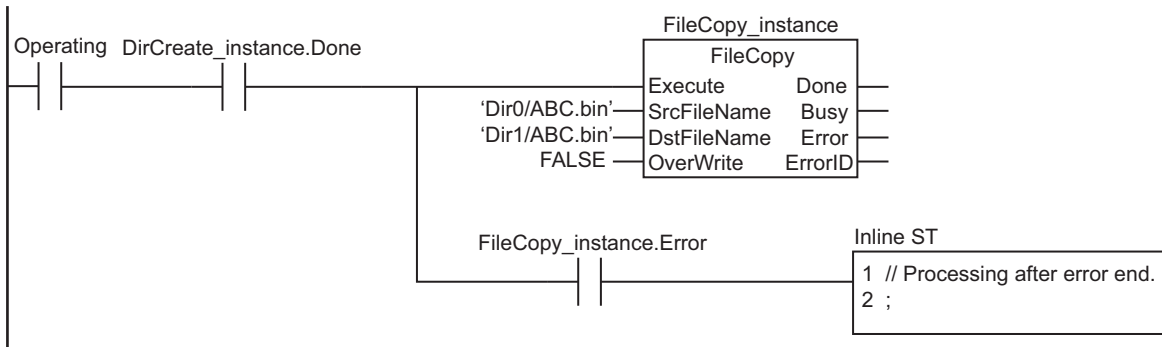 FileCopy_instance
Operating DirCreate_instance.Done
FileCopy
Execute Done
‘Dir0/ABC.bin’ SrcFileName Busy
‘Dir1/ABC.bin’ DstFileName Error
FALSE OverWrite ErrorID
FileCopy_instance.Error
Inline ST
1 // Processing after error end.
2 ;